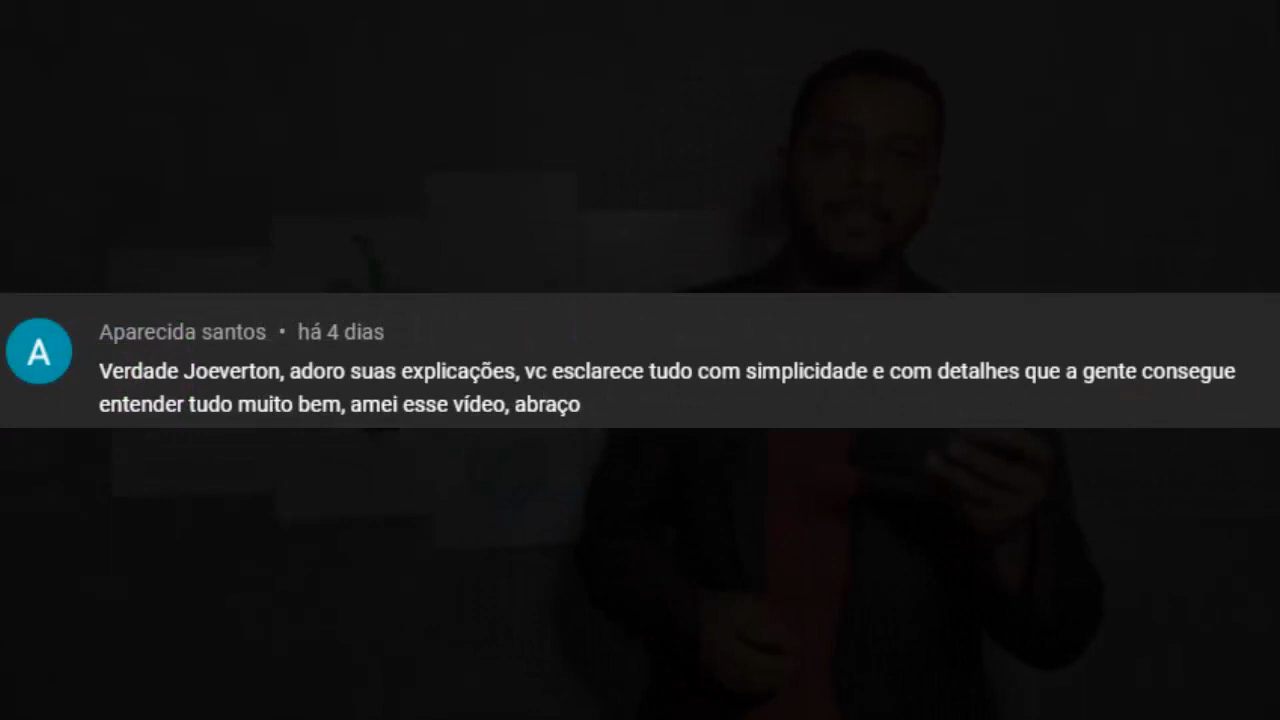 A
Aparecida santos • há 4 dias
Verdade Joeverton, adoro suas explicações, vc esclarece tudo com simplicidade e com detalhes que a gente consegue
entender tudo muito bem, amei esse vídeo, abraço